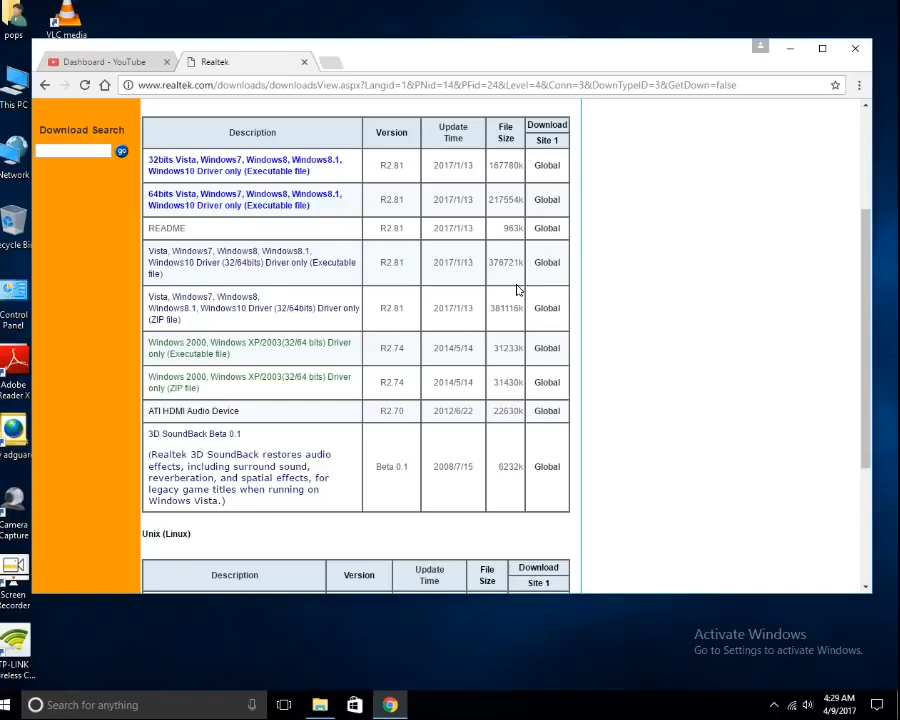 pops
VLC media
This PC
Network
Recycle Bin
Control
Panel
Adobe
Reader X
adguard
Camera
Capture
Screen
Recorder
TP-LINK
Wireless C...
Dashboard - YouTube
Realtek
www.realtek.com/downloads/downloadsView.aspx?Langid=1&PNid=14&PFid=24&Level=4&Conn=3&DownTypeID=3&GetDown=false
Download Search
go
Description Version Update Time File Size Download
Site 1
32bits Vista, Windows7, Windows8, Windows8.1,
Windows10 Driver only (Executable file) R2.81 2017/1/13 167780k Global
64bits Vista, Windows7, Windows8, Windows8.1,
Windows10 Driver only (Executable file) R2.81 2017/1/13 217554k Global
README R2.81 2017/1/13 963k Global
Vista, Windows7, Windows8, Windows8.1,
Windows10 Driver (32/64bits) Driver only (Executable
file) R2.81 2017/1/13 376721k Global
Vista, Windows7, Windows8,
Windows8.1, Windows10 Driver (32/64bits) Driver only
(ZIP file) R2.81 2017/1/13 381116k Global
Windows 2000, Windows XP/2003(32/64 bits) Driver
only (Executable file) R2.74 2014/5/14 31233k Global
Windows 2000, Windows XP/2003(32/64 bits) Driver
only (ZIP file) R2.74 2014/5/14 31430k Global
ATI HDMI Audio Device R2.70 2012/6/22 22630k Global
3D SoundBack Beta 0.1
(Realtek 3D SoundBack restores audio
effects, including surround sound,
reverberation, and spatial effects, for
legacy game titles when running on
Windows Vista.) Beta 0.1 2008/7/15 6232k Global
Unix (Linux)
Description Version Update Time File Size Download
Site 1
Activate Windows
Go to Settings to activate Windows.
Search for anything
4:29 AM
4/9/2017